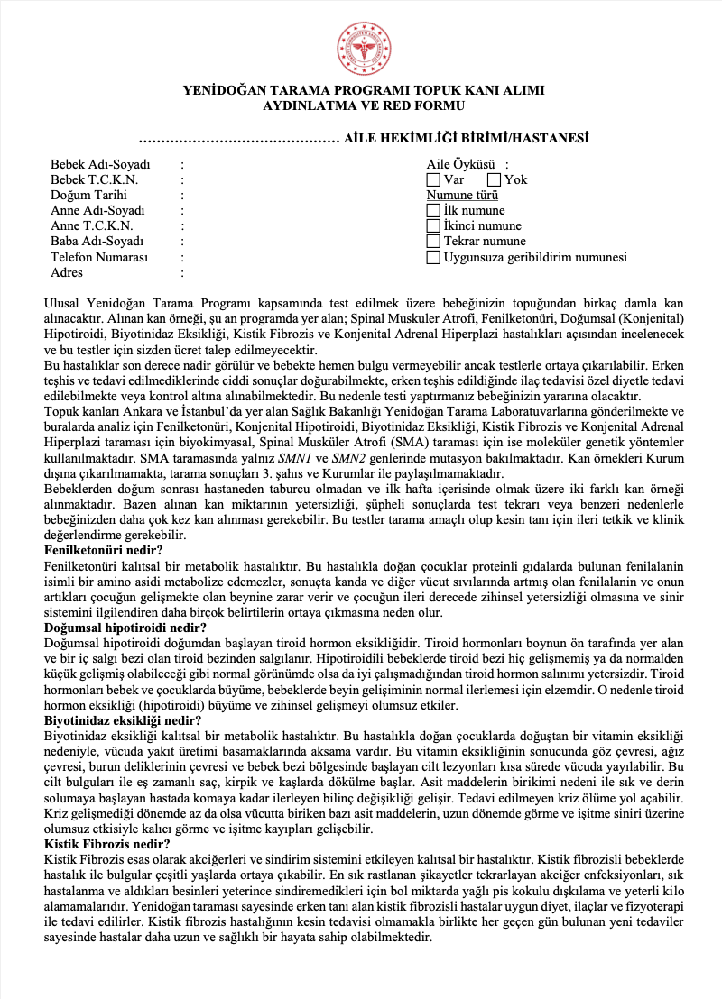 YENİDOĞAN TARAMA PROGRAMI TOPUK KANI ALIMI
AYDINLATMA VE RED FORMU
……………………………………… AİLE HEKİMLİĞİ BİRİMİ/HASTANESİ
Bebek Adı-Soyadı :
Bebek T.C.K.N. :
Doğum Tarihi :
Anne Adı-Soyadı :
Anne T.C.K.N. :
Baba Adı-Soyadı :
Telefon Numarası :
Adres :
Aile Öyküsü :
Var Yok
Numune türü
İlk numune
İkinci numune
Tekrar numune
Uygunsuza geribildirim numunesi
Ulusal Yenidoğan Tarama Programı kapsamında test edilmek üzere bebeğinizin topuğundan birkaç damla kan
alınacaktır. Alınan kan örneği, şu an programda yer alan; Spinal Muskuler Atrofi, Fenilketonüri, Doğumsal (Konjenital)
Hipotiroidi, Biyotinidaz Eksikliği, Kistik Fibrozis ve Konjenital Adrenal Hiperplazi hastalıkları açısından incelenecek
ve bu testler için sizden ücret talep edilmeyecektir.
Bu hastalıklar son derece nadir görülür ve bebekte hemen bulgu vermeyebilir ancak testlerle ortaya çıkarılabilir. Erken
teşhis ve tedavi edilmediklerinde ciddi sonuçlar doğurabilmekte, erken teşhis edildiğinde ilaç tedavisi özel diyetle tedavi
edilebilmekte veya kontrol altına alınabilmektedir. Bu nedenle testi yaptırmanız bebeğinizin yararına olacaktır.
Topuk kanları Ankara ve İstanbul’da yer alan Sağlık Bakanlığı Yenidoğan Tarama Laboratuvarlarına gönderilmekte ve
buralarda analiz için Fenilketonüri, Konjenital Hipotiroidi, Biyotinidaz Eksikliği, Kistik Fibrozis ve Konjenital Adrenal
Hiperplazi taraması için biyokimyasal, Spinal Musküler Atrofi (SMA) taraması için ise moleküler genetik yöntemler
kullanılmaktadır. SMA taramasında yalnız SMN1 ve SMN2 genlerinde mutasyon bakılmaktadır. Kan örnekleri Kurum
dışına çıkarılmamakta, tarama sonuçları 3. şahıs ve Kurumlar ile paylaşılmamaktadır.
Bebeklerden doğum sonrası hastaneden taburcu olmadan ve ilk hafta içerisinde olmak üzere iki farklı kan örneği
alınmaktadır. Bazen alınan kan miktarının yetersizliği, şüpheli sonuçlarda test tekrarı veya benzeri nedenlerle
bebeğinizden daha çok kez kan alınması gerekebilir. Bu testler tarama amaçlı olup kesin tanı için ileri tetkik ve klinik
değerlendirme gerekebilir.
Fenilketonüri nedir?
Fenilketonüri kalıtsal bir metabolik hastalıktır. Bu hastalıkla doğan çocuklar proteinli gıdalarda bulunan fenilalanin
isimli bir amino asidi metabolize edemezler, sonuçta kanda ve diğer vücut sıvılarında artmış olan fenilalanin ve onun
artıkları çocuğun gelişmekte olan beynine zarar verir ve çocuğun ileri derecede zihinsel yetersizliği olmasına ve sinir
sistemini ilgilendiren daha birçok belirtilerin ortaya çıkmasına neden olur.
Doğumsal hipotiroidi nedir?
Doğumsal hipotiroidi doğumdan başlayan tiroid hormon eksikliğidir. Tiroid hormonları boynun ön tarafında yer alan
ve bir iç salgı bezi olan tiroid bezinden salgılanır. Hipotiroidili bebeklerde tiroid bezi hiç gelişmemiş ya da normalden
küçük gelişmiş olabileceği gibi normal görünümde olsa da iyi çalışmadığından tiroid hormon salınımı yetersizdir. Tiroid
hormonları bebek ve çocuklarda büyüme, bebeklerde beyin gelişiminin normal ilerlemesi için elzemdir. O nedenle tiroid
hormon eksikliği (hipotiroidi) büyüme ve zihinsel gelişmeyi olumsuz etkiler.
Biyotinidaz eksikliği nedir?
Biyotinidaz eksikliği kalıtsal bir metabolik hastalıktır. Bu hastalıkla doğan çocuklarda doğuştan bir vitamin eksikliği
nedeniyle, vücuda yakıt üretimi basamaklarında aksama vardır. Bu vitamin eksikliğinin sonucunda göz çevresi, ağız
çevresi, burun deliklerinin çevresi ve bebek bezi bölgesinde başlayan cilt lezyonları kısa sürede vücuda yayılabilir. Bu
cilt bulguları ile eş zamanlı saç, kirpik ve kaşlarda dökülme başlar. Asit maddelerin birikimi nedeni ile sık ve derin
solumaya başlayan hastada komaya kadar ilerleyen bilinç değişikliği gelişir. Tedavi edilmeyen kriz ölüme yol açabilir.
Kriz gelişmediği dönemde az da olsa vücutta biriken bazı asit maddelerin, uzun dönemde görme ve işitme siniri üzerine
olumsuz etkisiyle kalıcı görme ve işitme kayıpları gelişebilir.
Kistik Fibrozis nedir?
Kistik Fibrozis esas olarak akciğerleri ve sindirim sistemini etkileyen kalıtsal bir hastalıktır. Kistik fibrozisli bebeklerde
hastalık ile bulgular çeşitli yaşlarda ortaya çıkabilir. En sık rastlanan şikayetler tekrarlayan akciğer enfeksiyonları, sık
hastalanma ve aldıkları besinleri yeterince sindiremedikleri için bol miktarda yağlı pis kokulu dışkılama ve yeterli kilo
alamamalarıdır. Yenidoğan taraması sayesinde erken tanı alan kistik fibrozisli hastalar uygun diyet, ilaçlar ve fizyoterapi
ile tedavi edilirler. Kistik fibrozis hastalığının kesin tedavisi olmamakla birlikte her geçen gün bulunan yeni tedaviler
sayesinde hastalar daha uzun ve sağlıklı bir hayata sahip olabilmektedir.